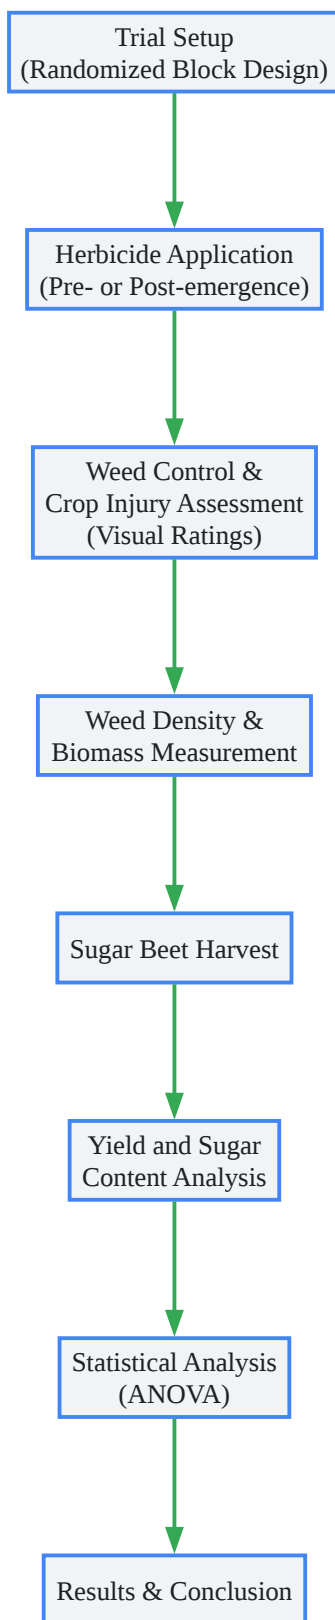 Trial Setup
(Randomized Block Design)
Herbicide Application
(Pre- or Post-emergence)
Weed Control &
Crop Injury Assessment
(Visual Ratings)
Weed Density &
Biomass Measurement
Sugar Beet Harvest
Yield and Sugar
Content Analysis
Statistical Analysis
(ANOVA)
Results & Conclusion